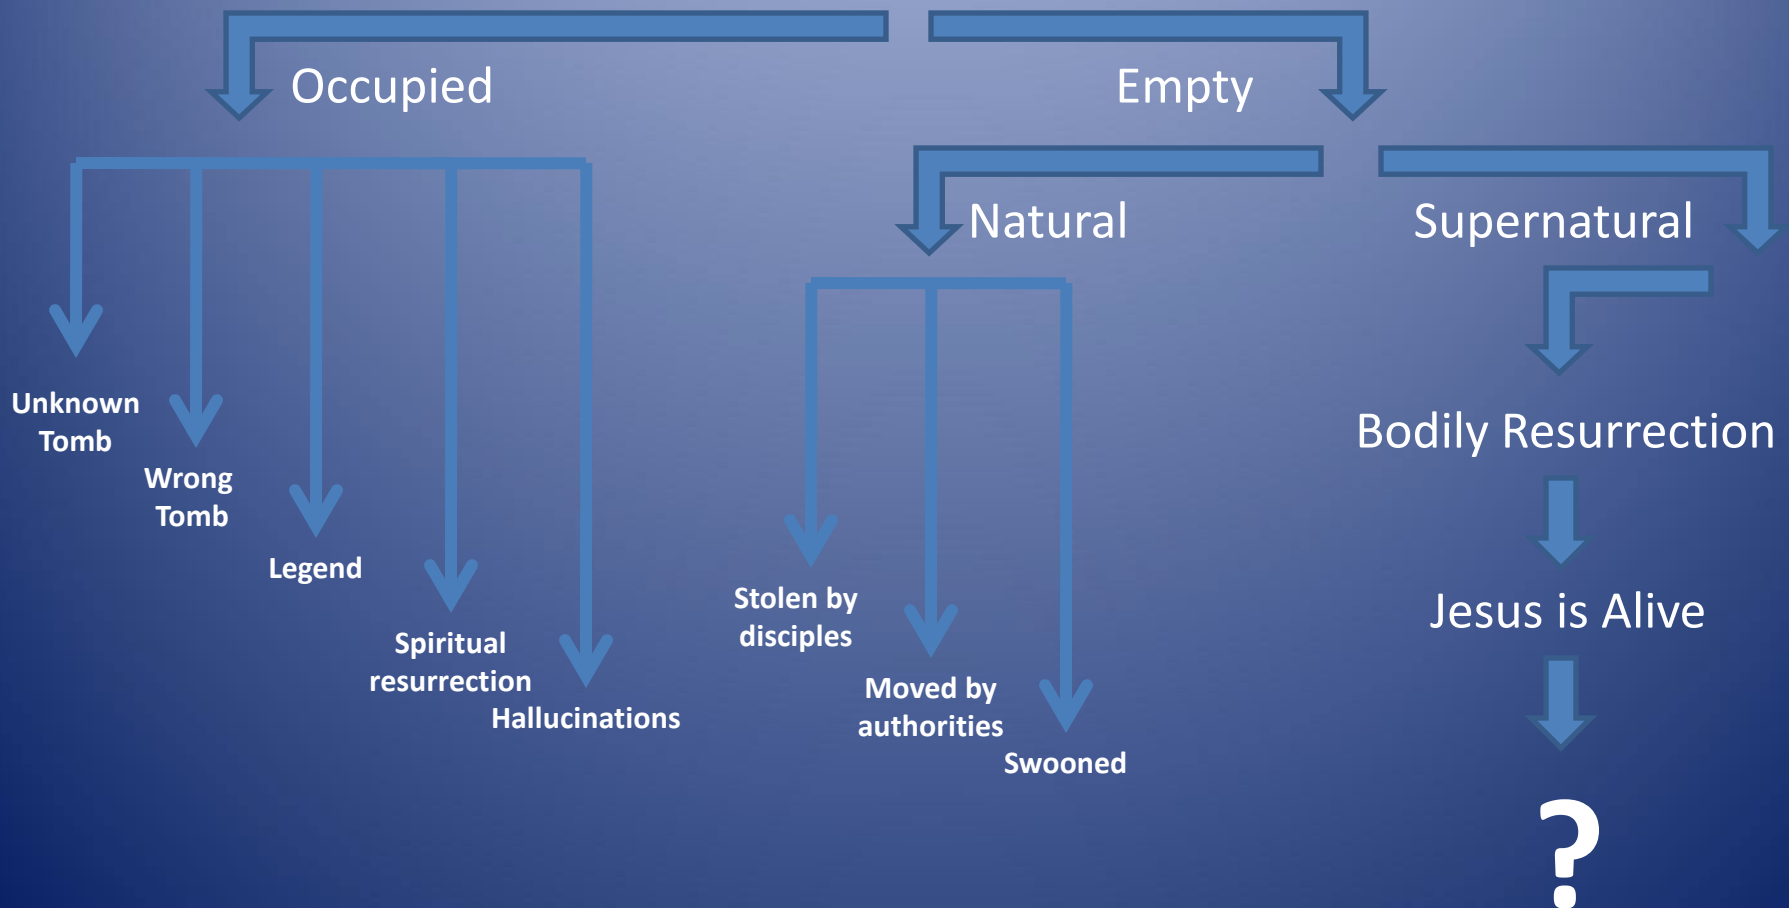 Occupied
Empty
Natural
Supernatural
Unknown
Tomb
Wrong
Tomb
Legend
Spiritual
resurrection
Hallucinations
Stolen by
disciples
Moved by
authorities
Swooned
Bodily Resurrection
Jesus is Alive
?